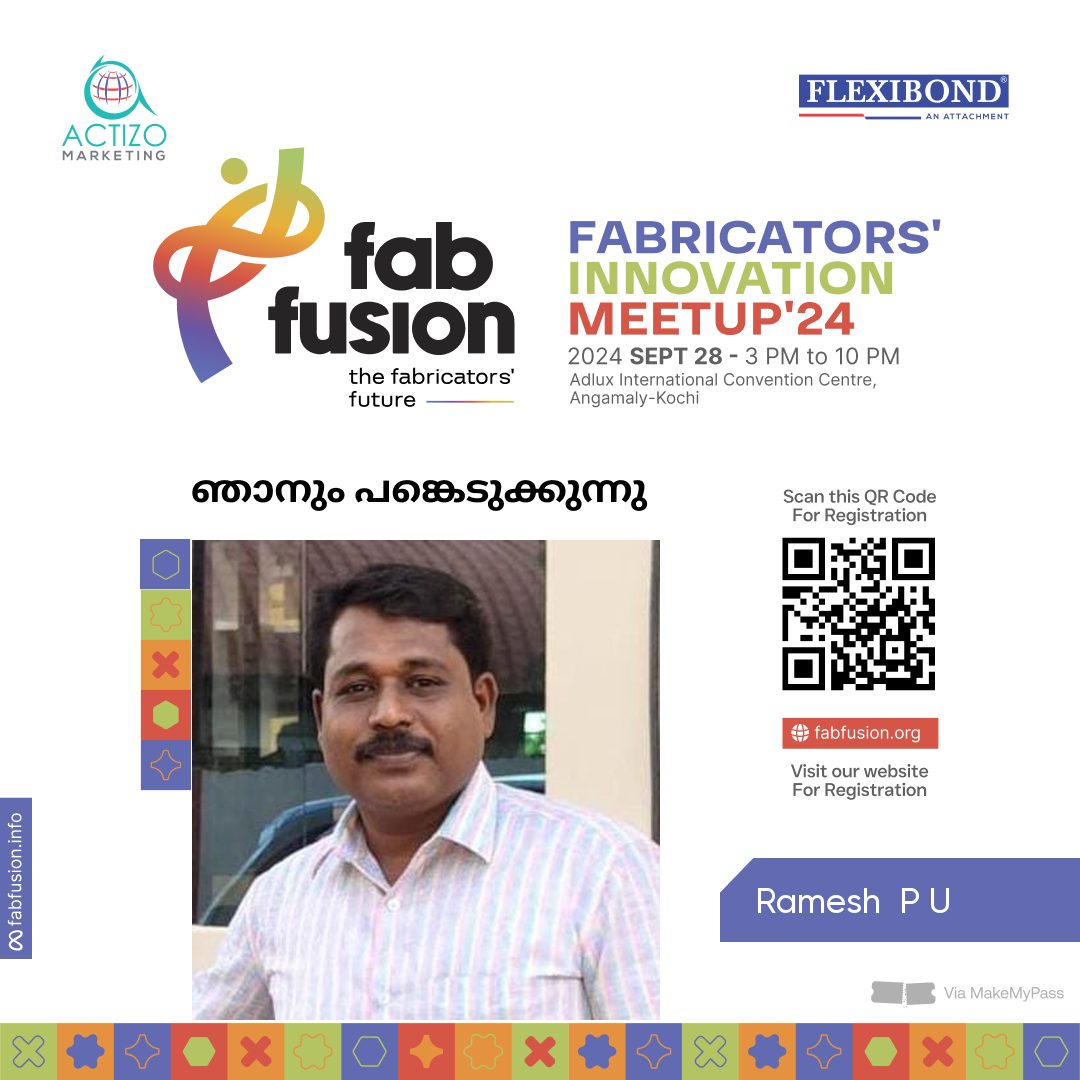 ACTIZO
MARKETING
FLEXIBOND®
AN ATTACHMENT
fab
fusion
the fabricators'
future
FABRICATORS'
INNOVATION
MEETUP'24
2024 SEPT 28 - 3 PM to 10 PM
Adlux International Convention Centre,
Angamaly-Kochi
ഞാനും പങ്കെടുക്കുന്നു
Scan this QR Code
For Registration
fabfusion.org
Visit our website
For Registration
fabfusion.info
Ramesh P U
Via MakeMyPass